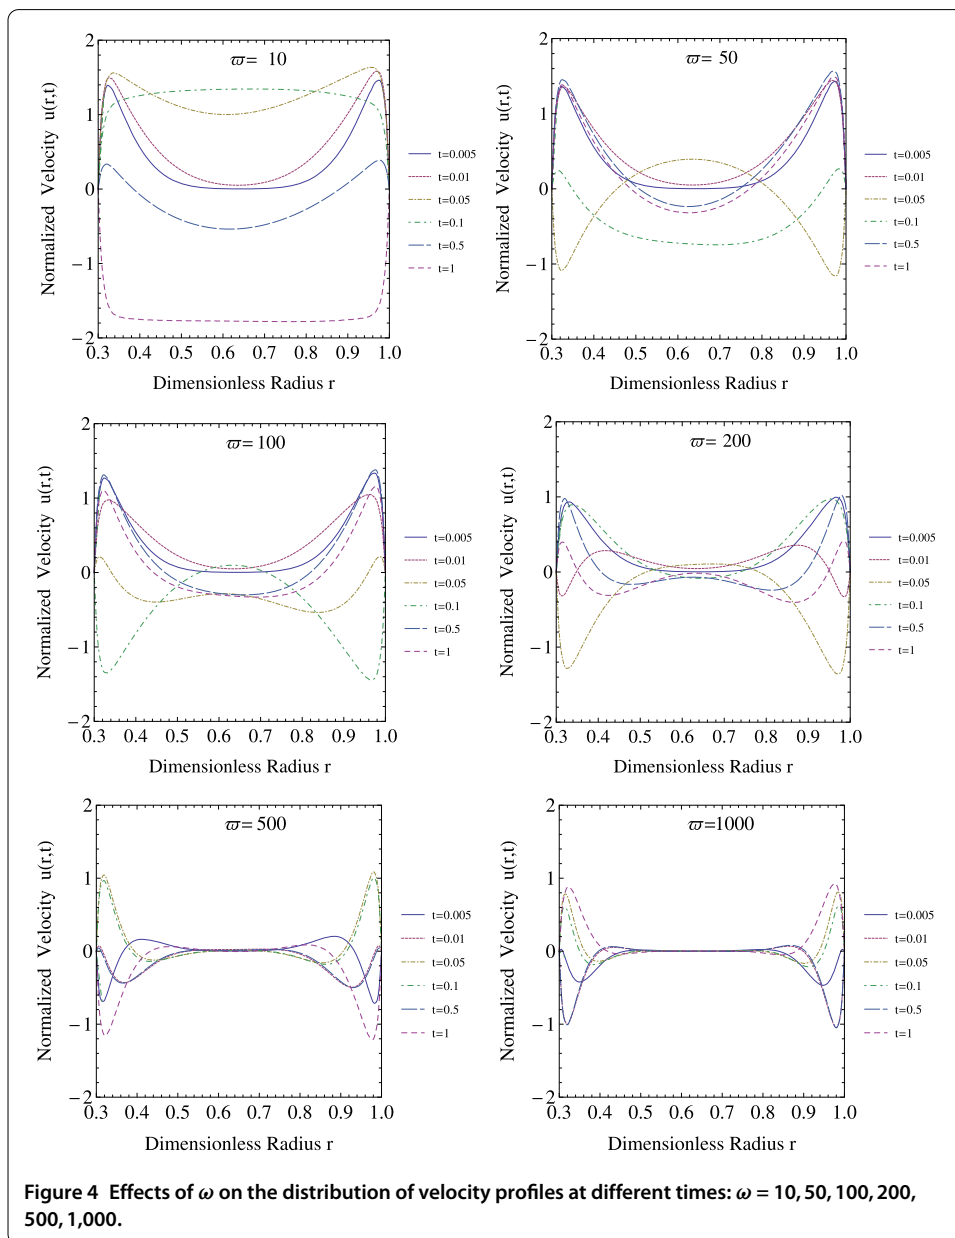 ϖ= 10
Normalized Velocity u(r,t)
2
1
0
−1
−2
0.3 0.4 0.5 0.6 0.7 0.8 0.9 1.0
Dimensionless Radius r
t=0.005
t=0.01
t=0.05
t=0.1
t=0.5
t=1
ϖ= 50
Normalized Velocity u(r,t)
2
1
0
−1
−2
0.3 0.4 0.5 0.6 0.7 0.8 0.9 1.0
Dimensionless Radius r
t=0.005
t=0.01
t=0.05
t=0.1
t=0.5
t=1
ϖ=100
Normalized Velocity u(r,t)
2
1
0
−1
−2
0.3 0.4 0.5 0.6 0.7 0.8 0.9 1.0
Dimensionless Radius r
t=0.005
t=0.01
t=0.05
t=0.1
t=0.5
t=1
ϖ= 200
Normalized Velocity u(r,t)
2
1
0
−1
−2
0.3 0.4 0.5 0.6 0.7 0.8 0.9 1.0
Dimensionless Radius r
t=0.005
t=0.01
t=0.05
t=0.1
t=0.5
t=1
ϖ=500
Normalized Velocity u(r,t)
2
1
0
−1
−2
0.3 0.4 0.5 0.6 0.7 0.8 0.9 1.0
Dimensionless Radius r
t=0.005
t=0.01
t=0.05
t=0.1
t=0.5
t=1
ϖ=1000
Normalized Velocity u(r,t)
2
1
0
−1
−2
0.3 0.4 0.5 0.6 0.7 0.8 0.9 1.0
Dimensionless Radius r
t=0.005
t=0.01
t=0.05
t=0.1
t=0.5
t=1
Figure 4 Effects of ω on the distribution of velocity profiles at different times: ω = 10, 50, 100, 200,
500, 1,000.